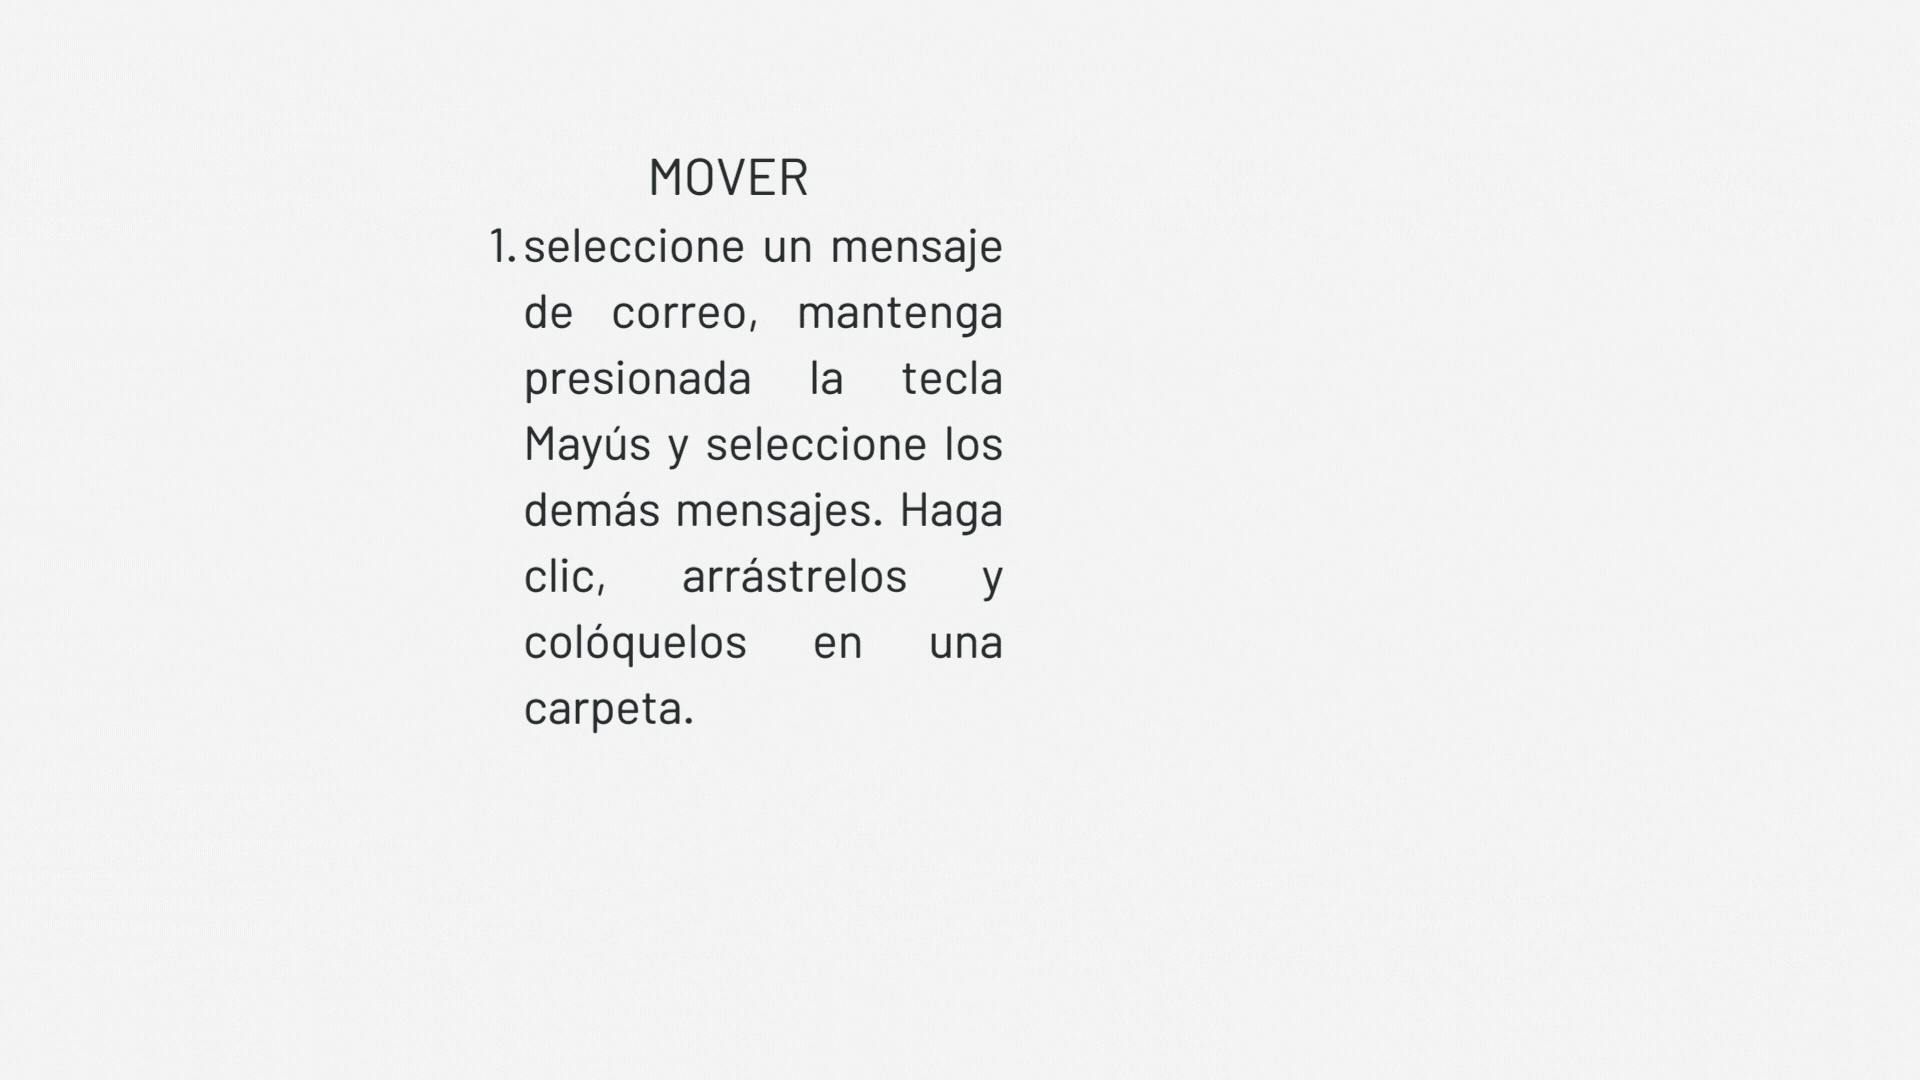 MOVER
1. seleccione un mensaje
de correo, mantenga
presionada la tecla
Mayús y seleccione los
demás mensajes. Haga
clic, arrástrelos y
colóquelos en una
carpeta.